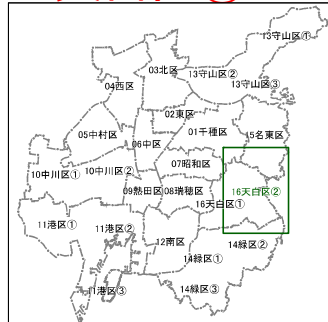 13守山区①
03北区
13守山区②
13守山区③
04西区
02東区
01千種区
05中村区
06中区
15名東区
07昭和区
10中川区①
10中川区②
16天白区②
09熱田区
08瑞穂区
16天白区①
11港区①
11港区②
12南区
14緑区②
14緑区①
11港区③
14緑区③